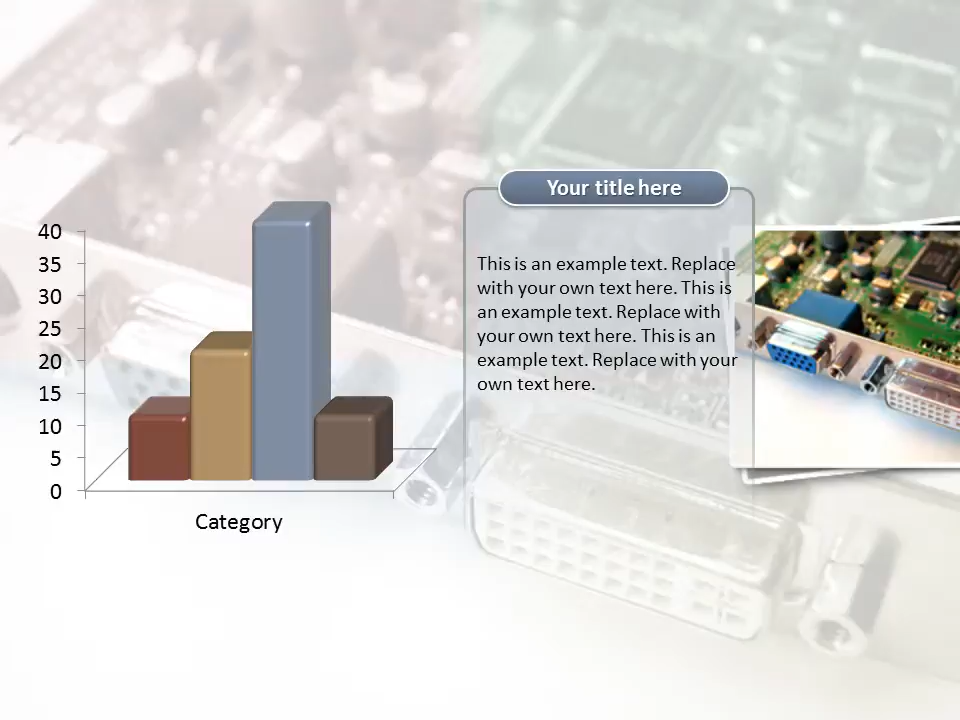 Your title here
40
35
30
25
20
15
10
5
0
Category
This is an example text. Replace
with your own text here. This is
an example text. Replace with
your own text here. This is an
example text. Replace with your
own text here.